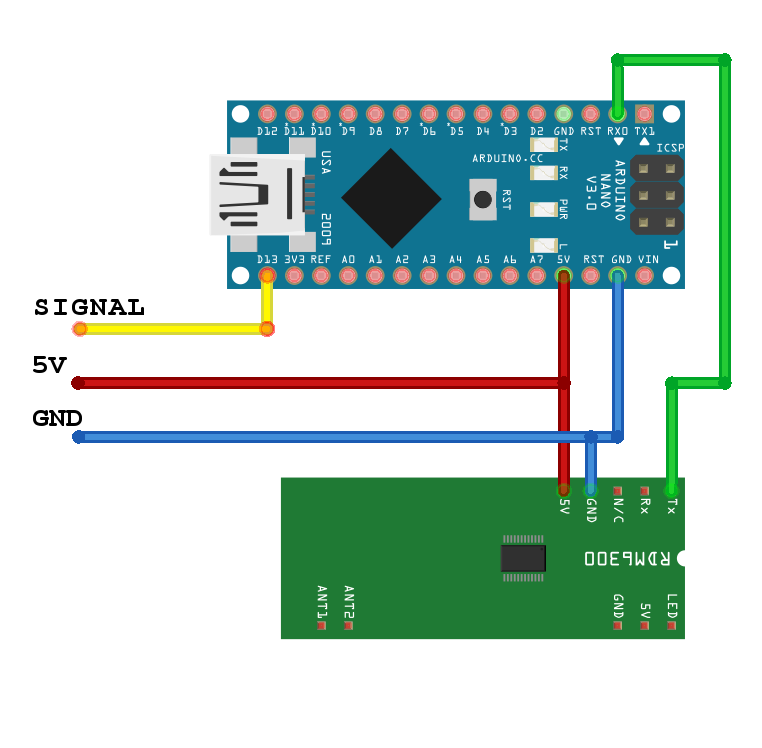 D12 D11 D10 D9 D8 D7 D6 D5 D4 D3 D2 GND RST RX0 TX1
TX
ICSP
ARDUINO.CC
RX
USA
2009
RST
PWR
L
ARDUINO
NANO
V3.0
1
D13 3V3 REF A0 A1 A2 A3 A4 A5 A6 A7 5V RST GND VIN
SIGNAL
5V
GND
5V GND N/C Rx Tx
RDM6300
ANT1 ANT2
GND 5V LED